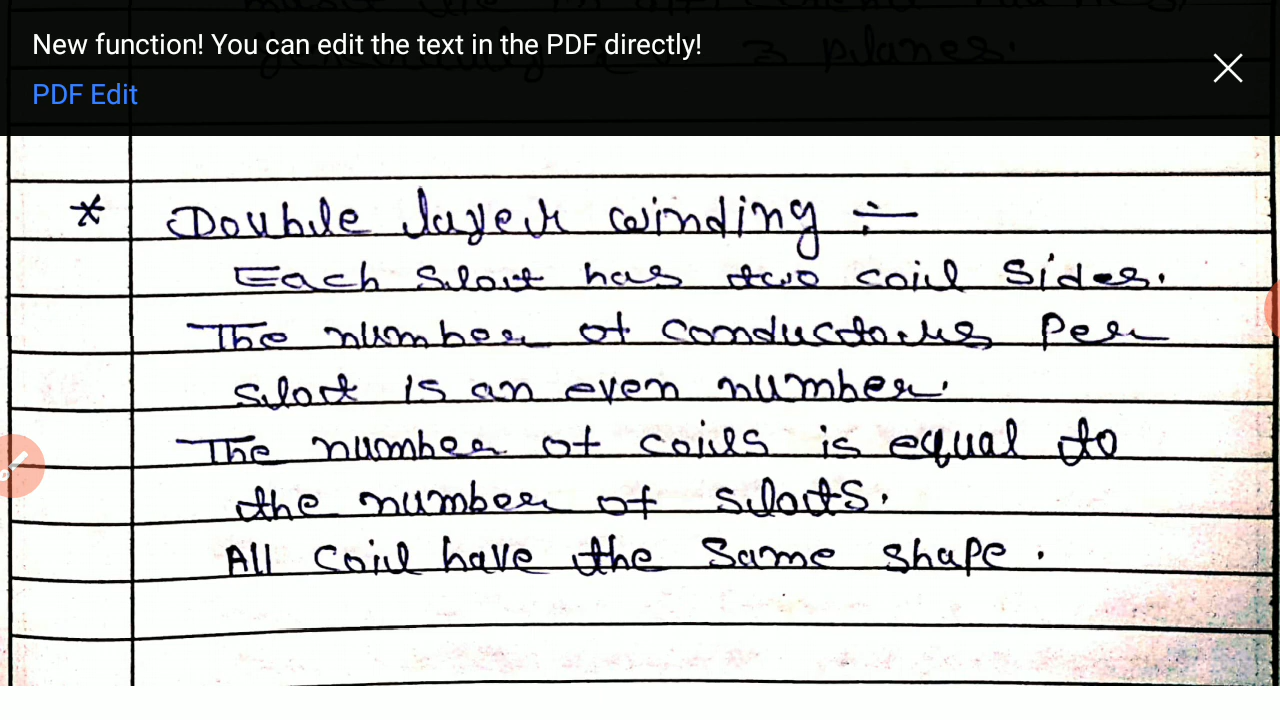 New function! You can edit the text in the PDF directly!
3 planes.
PDF Edit
* Double layer winding :-
Each slot has two coil sides.
The number of conductors per
slot is an even number.
The number of coils is equal to
the number of slots.
All coil have the same shape.